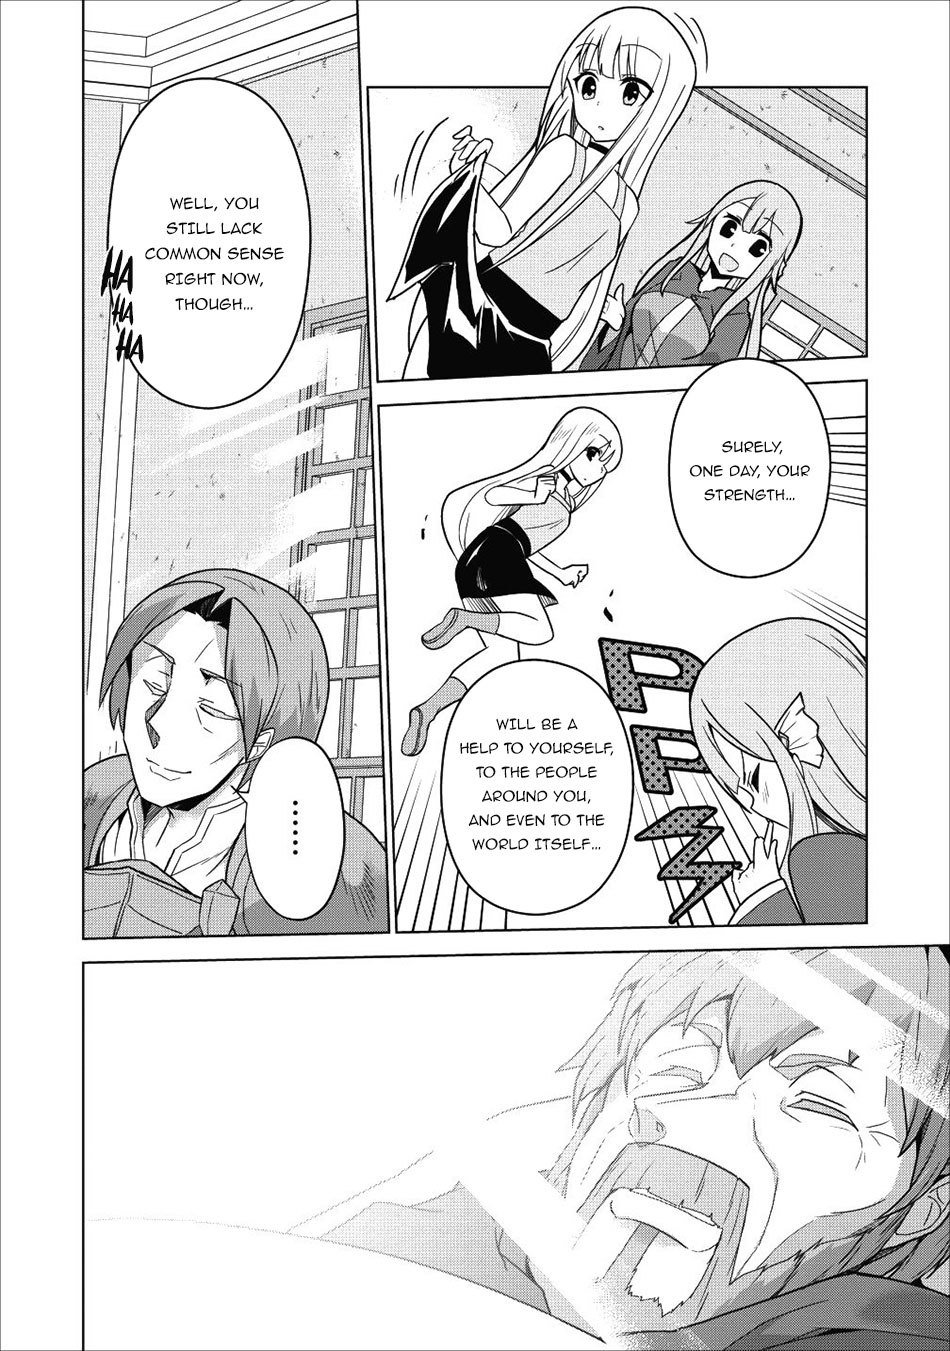 SURELY,
ONE DAY, YOUR
STRENGTH...
WILL BE A
HELP TO YOURSELF,
TO THE PEOPLE
AROUND YOU,
AND EVEN TO THE
WORLD ITSELF...
WELL, YOU
STILL LACK
COMMON SENSE
RIGHT NOW,
THOUGH...
HA
HA
HA
......